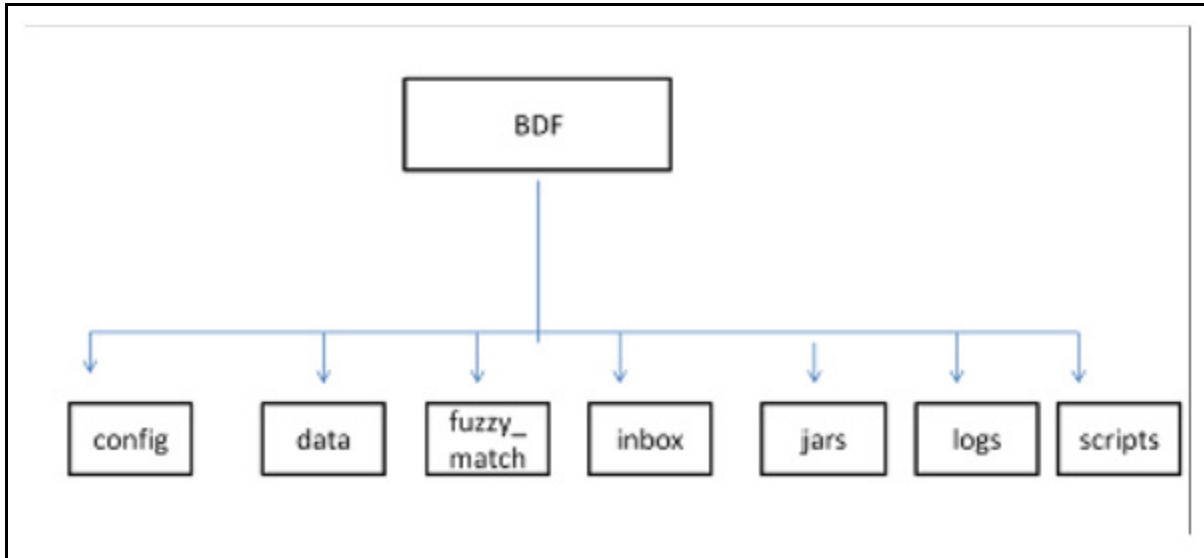 BDF
config
data
fuzzy_
match
inbox
jars
logs
scripts